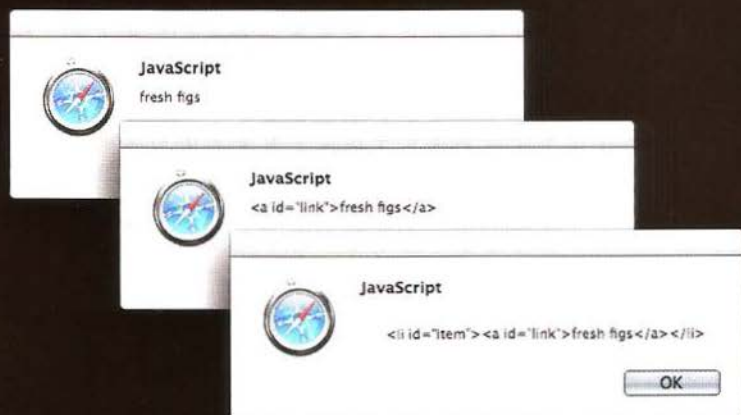 JavaScript
fresh figs
JavaScript
<a id="link">fresh figs</a>
JavaScript
<li id="item"><a id="link">fresh figs</a></li>
OK